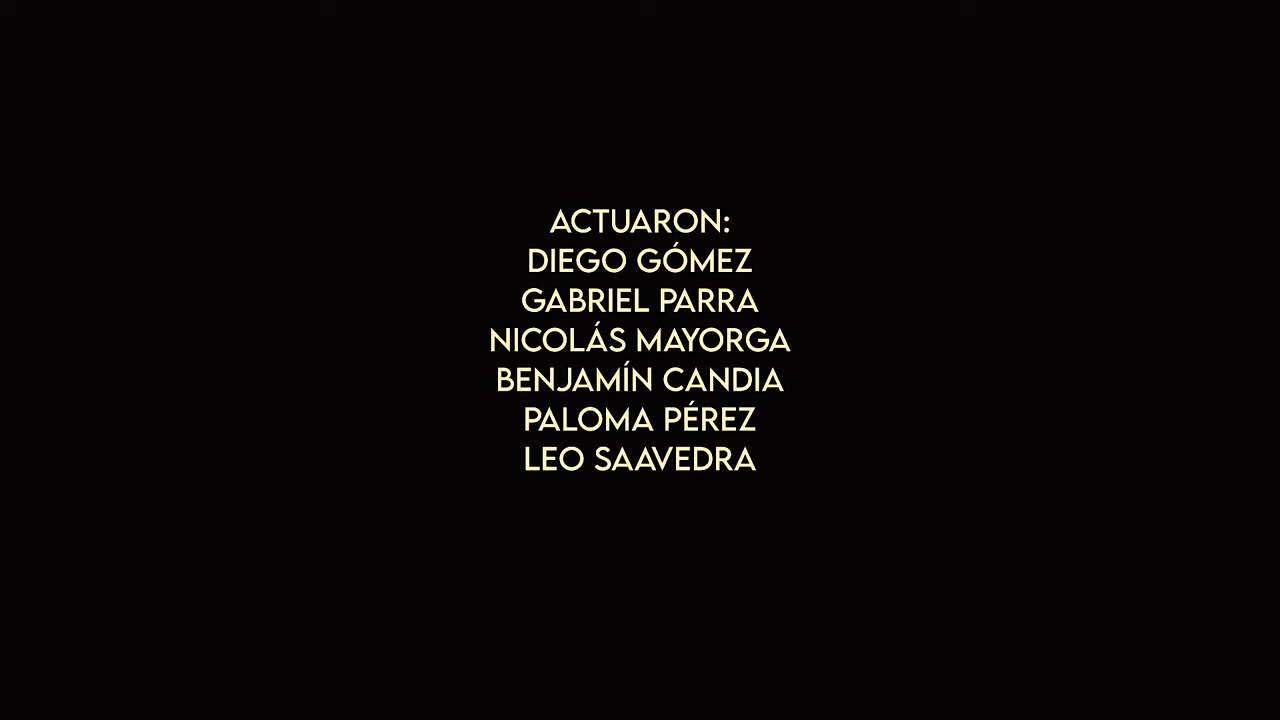 ACTUARON:
DIEGO GÓMEZ
GABRIEL PARRA
NICOLÁS MAYORGA
BENJAMÍN CANDIA
PALOMA PÉREZ
LEO SAAVEDRA